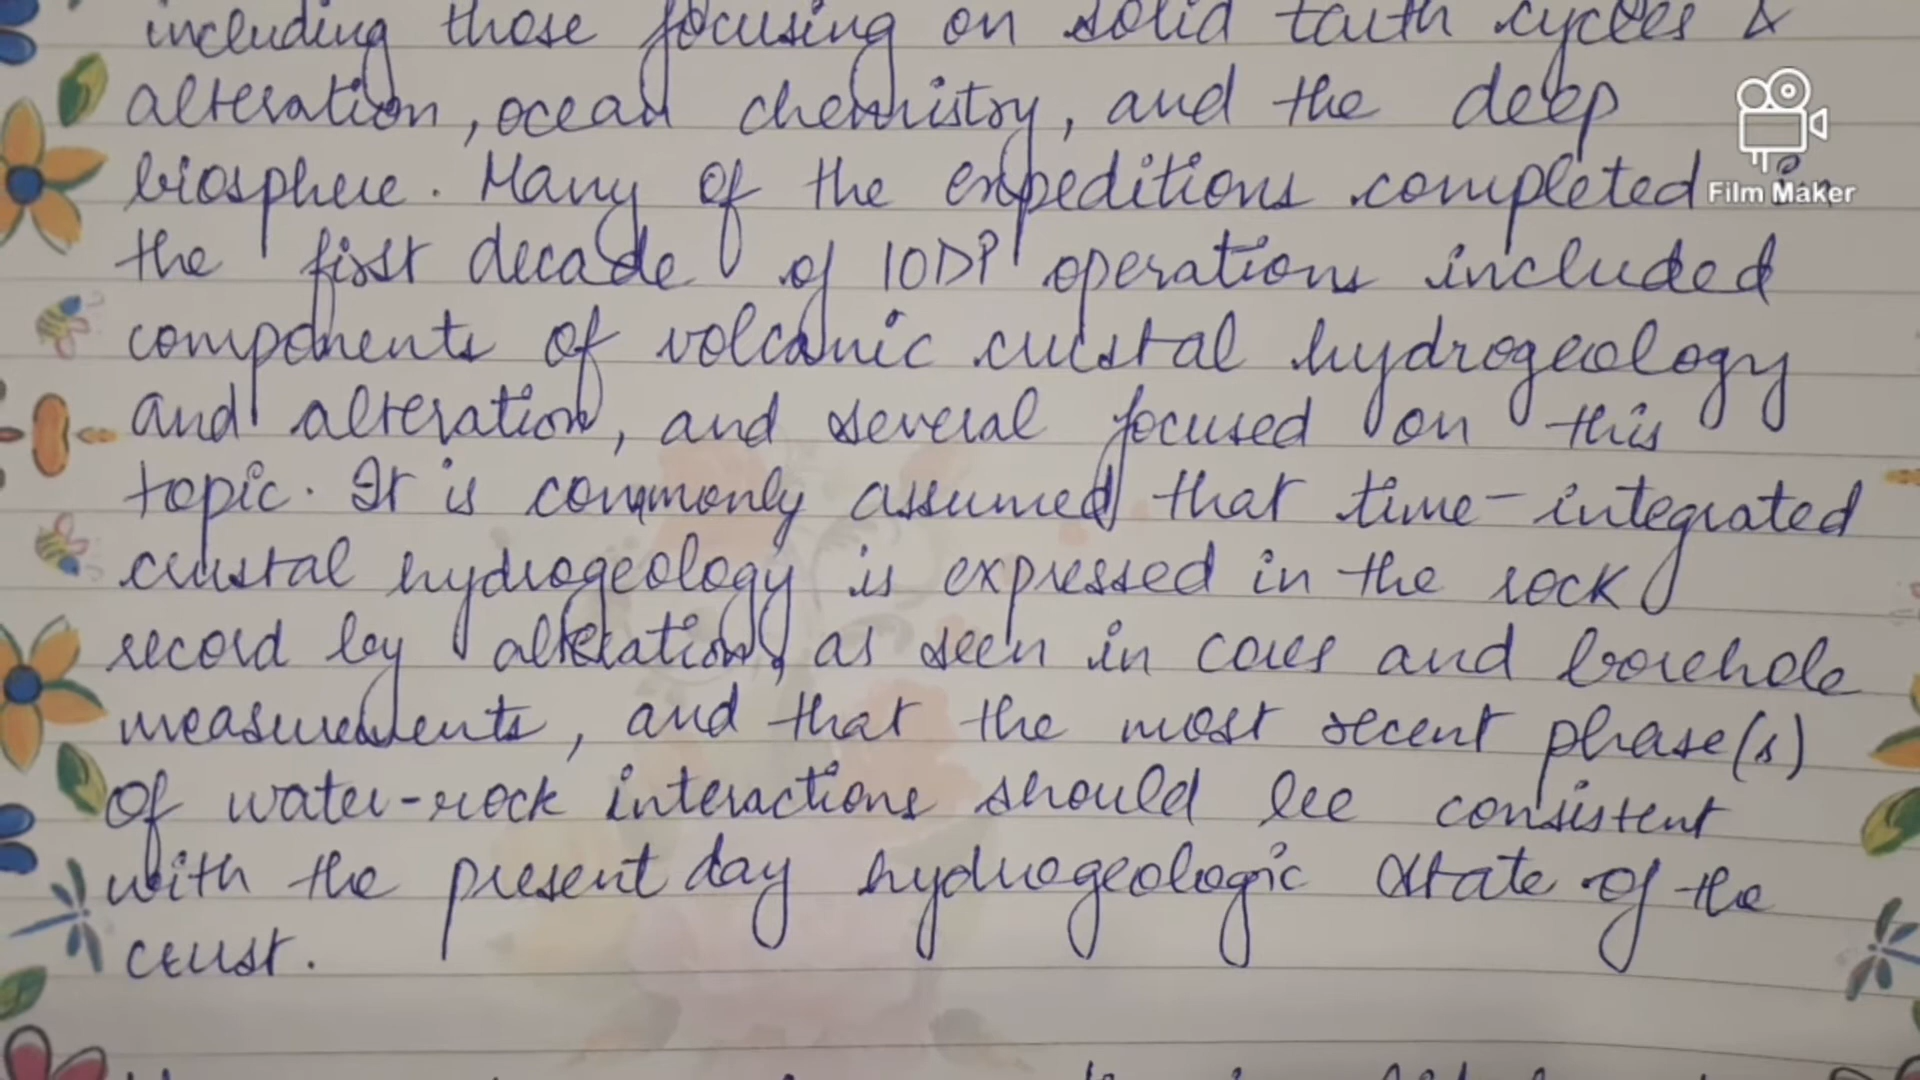 including those focusing on solid Earth cycles &
alteration, ocean chemistry, and the deep
biosphere. Many of the expeditions completed in
Film Maker
the first decade of IODP operations included
components of volcanic crustal hydrogeology
and alteration, and several focused on this
topic. It is commonly assumed that time-integrated
crustal hydrogeology is expressed in the rock
record by alteration, as seen in cores and borehole
measurements, and that the most recent phase(s)
of water-rock interactions should be consistent
with the present day hydrogeologic state of the
crust.